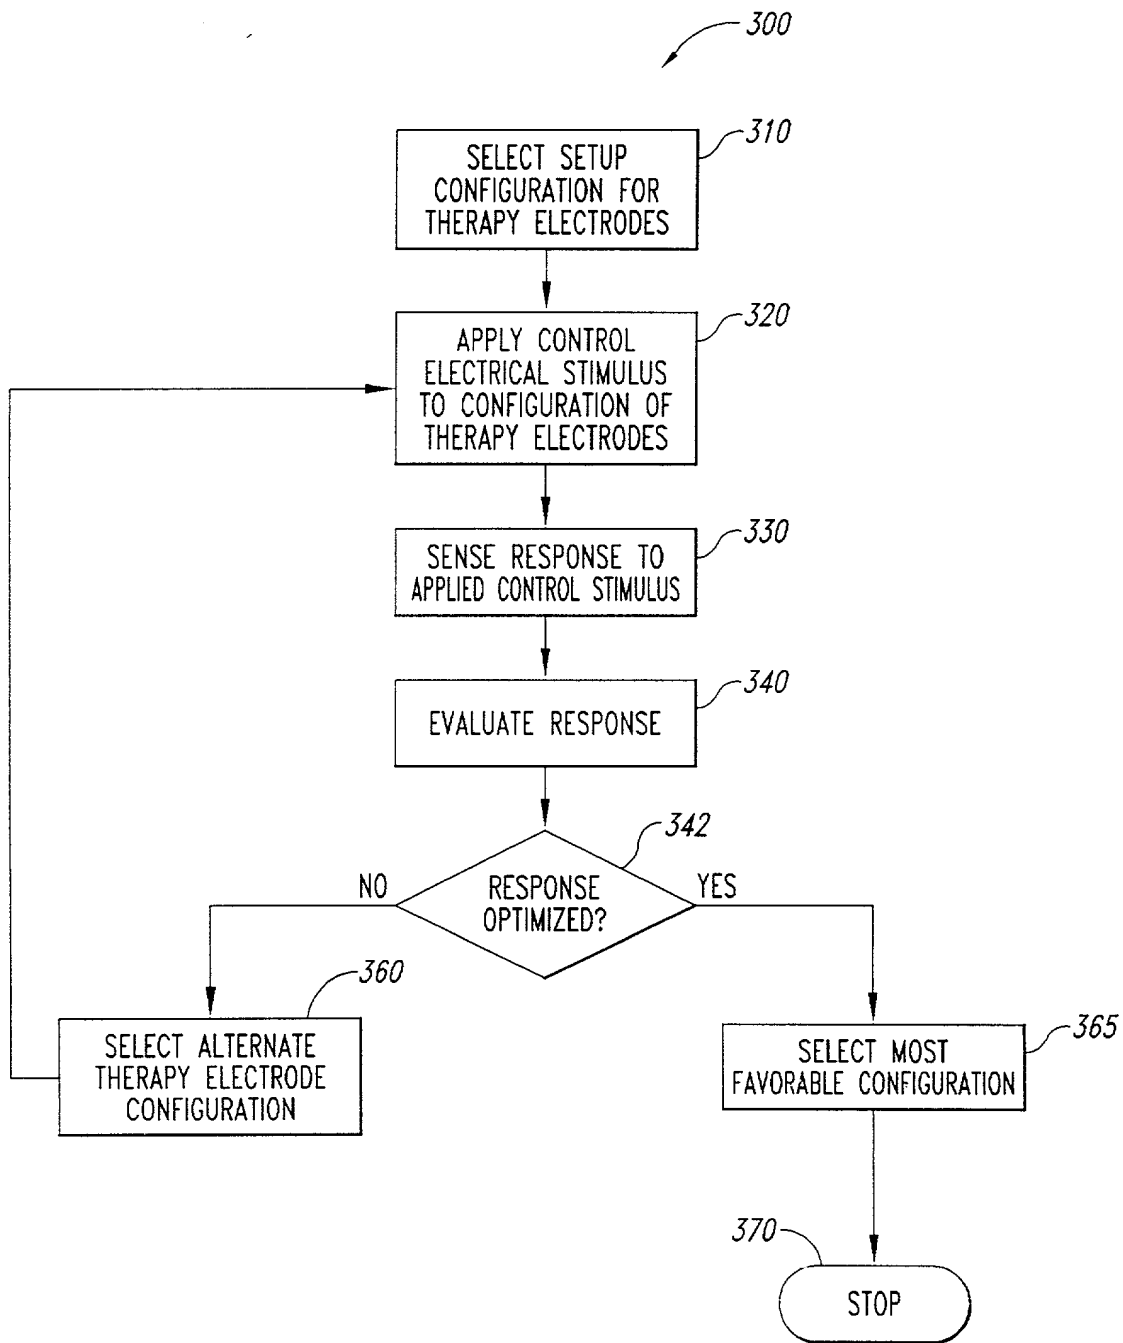 300
310
SELECT SETUP
CONFIGURATION FOR
THERAPY ELECTRODES
320
APPLY CONTROL
ELECTRICAL STIMULUS
TO CONFIGURATION OF
THERAPY ELECTRODES
330
SENSE RESPONSE TO
APPLIED CONTROL STIMULUS
340
EVALUATE RESPONSE
342
NO
RESPONSE
OPTIMIZED?
YES
360
SELECT ALTERNATE
THERAPY ELECTRODE
CONFIGURATION
365
SELECT MOST
FAVORABLE CONFIGURATION
370
STOP